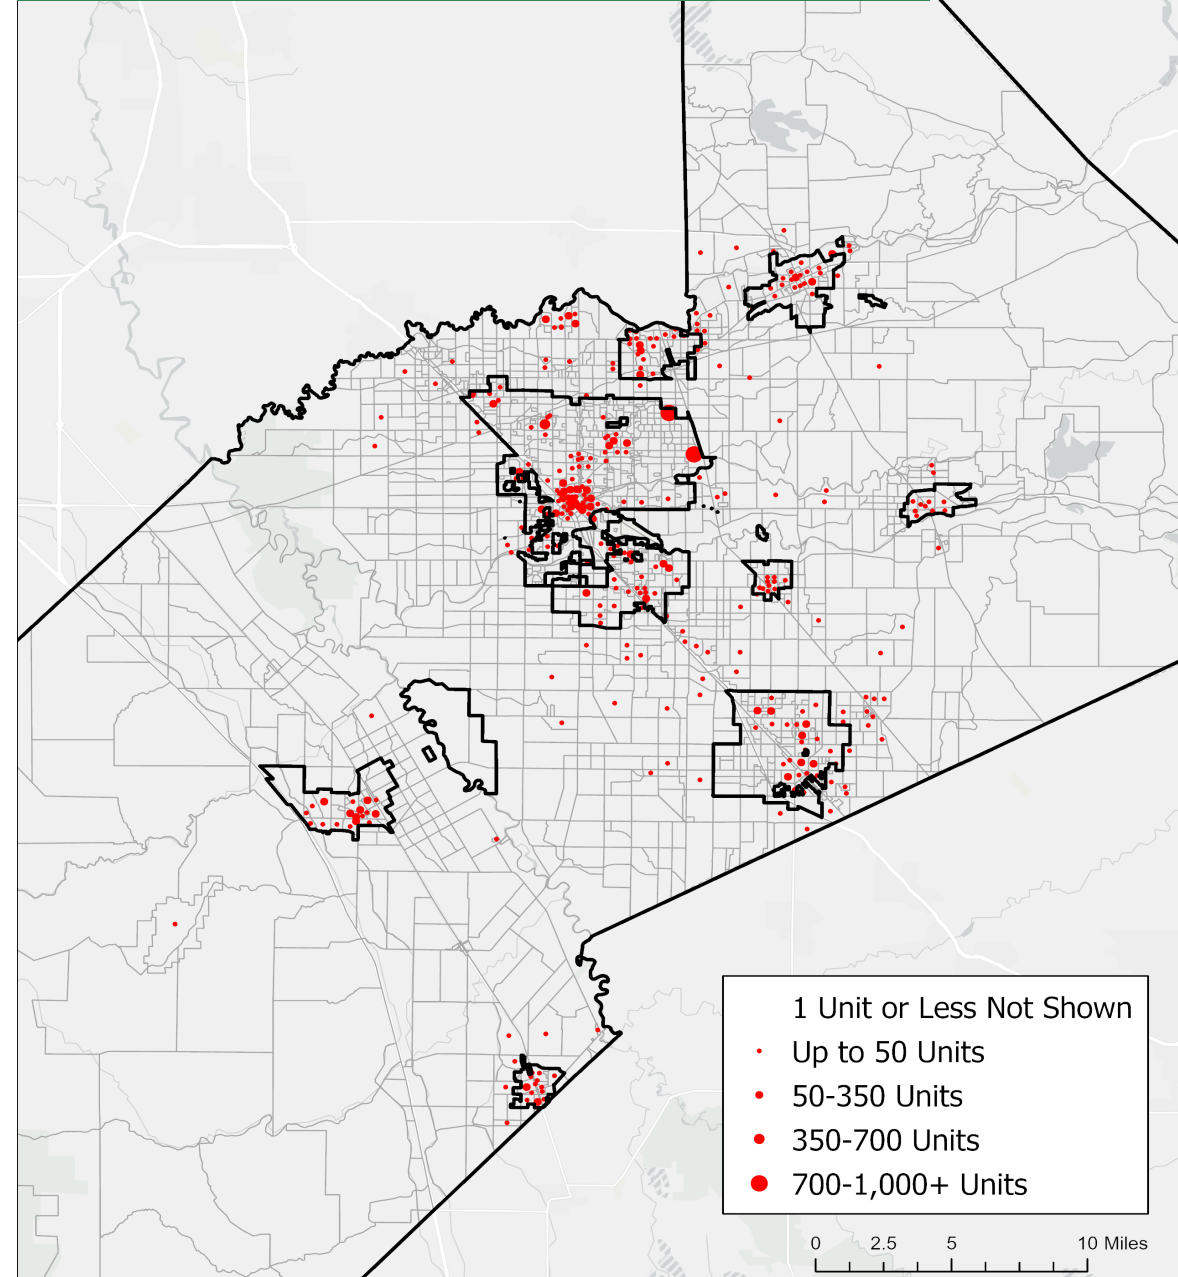 1 Unit or Less Not Shown
Up to 50 Units
50-350 Units
350-700 Units
700-1,000+ Units
0 2.5 5 10 Miles